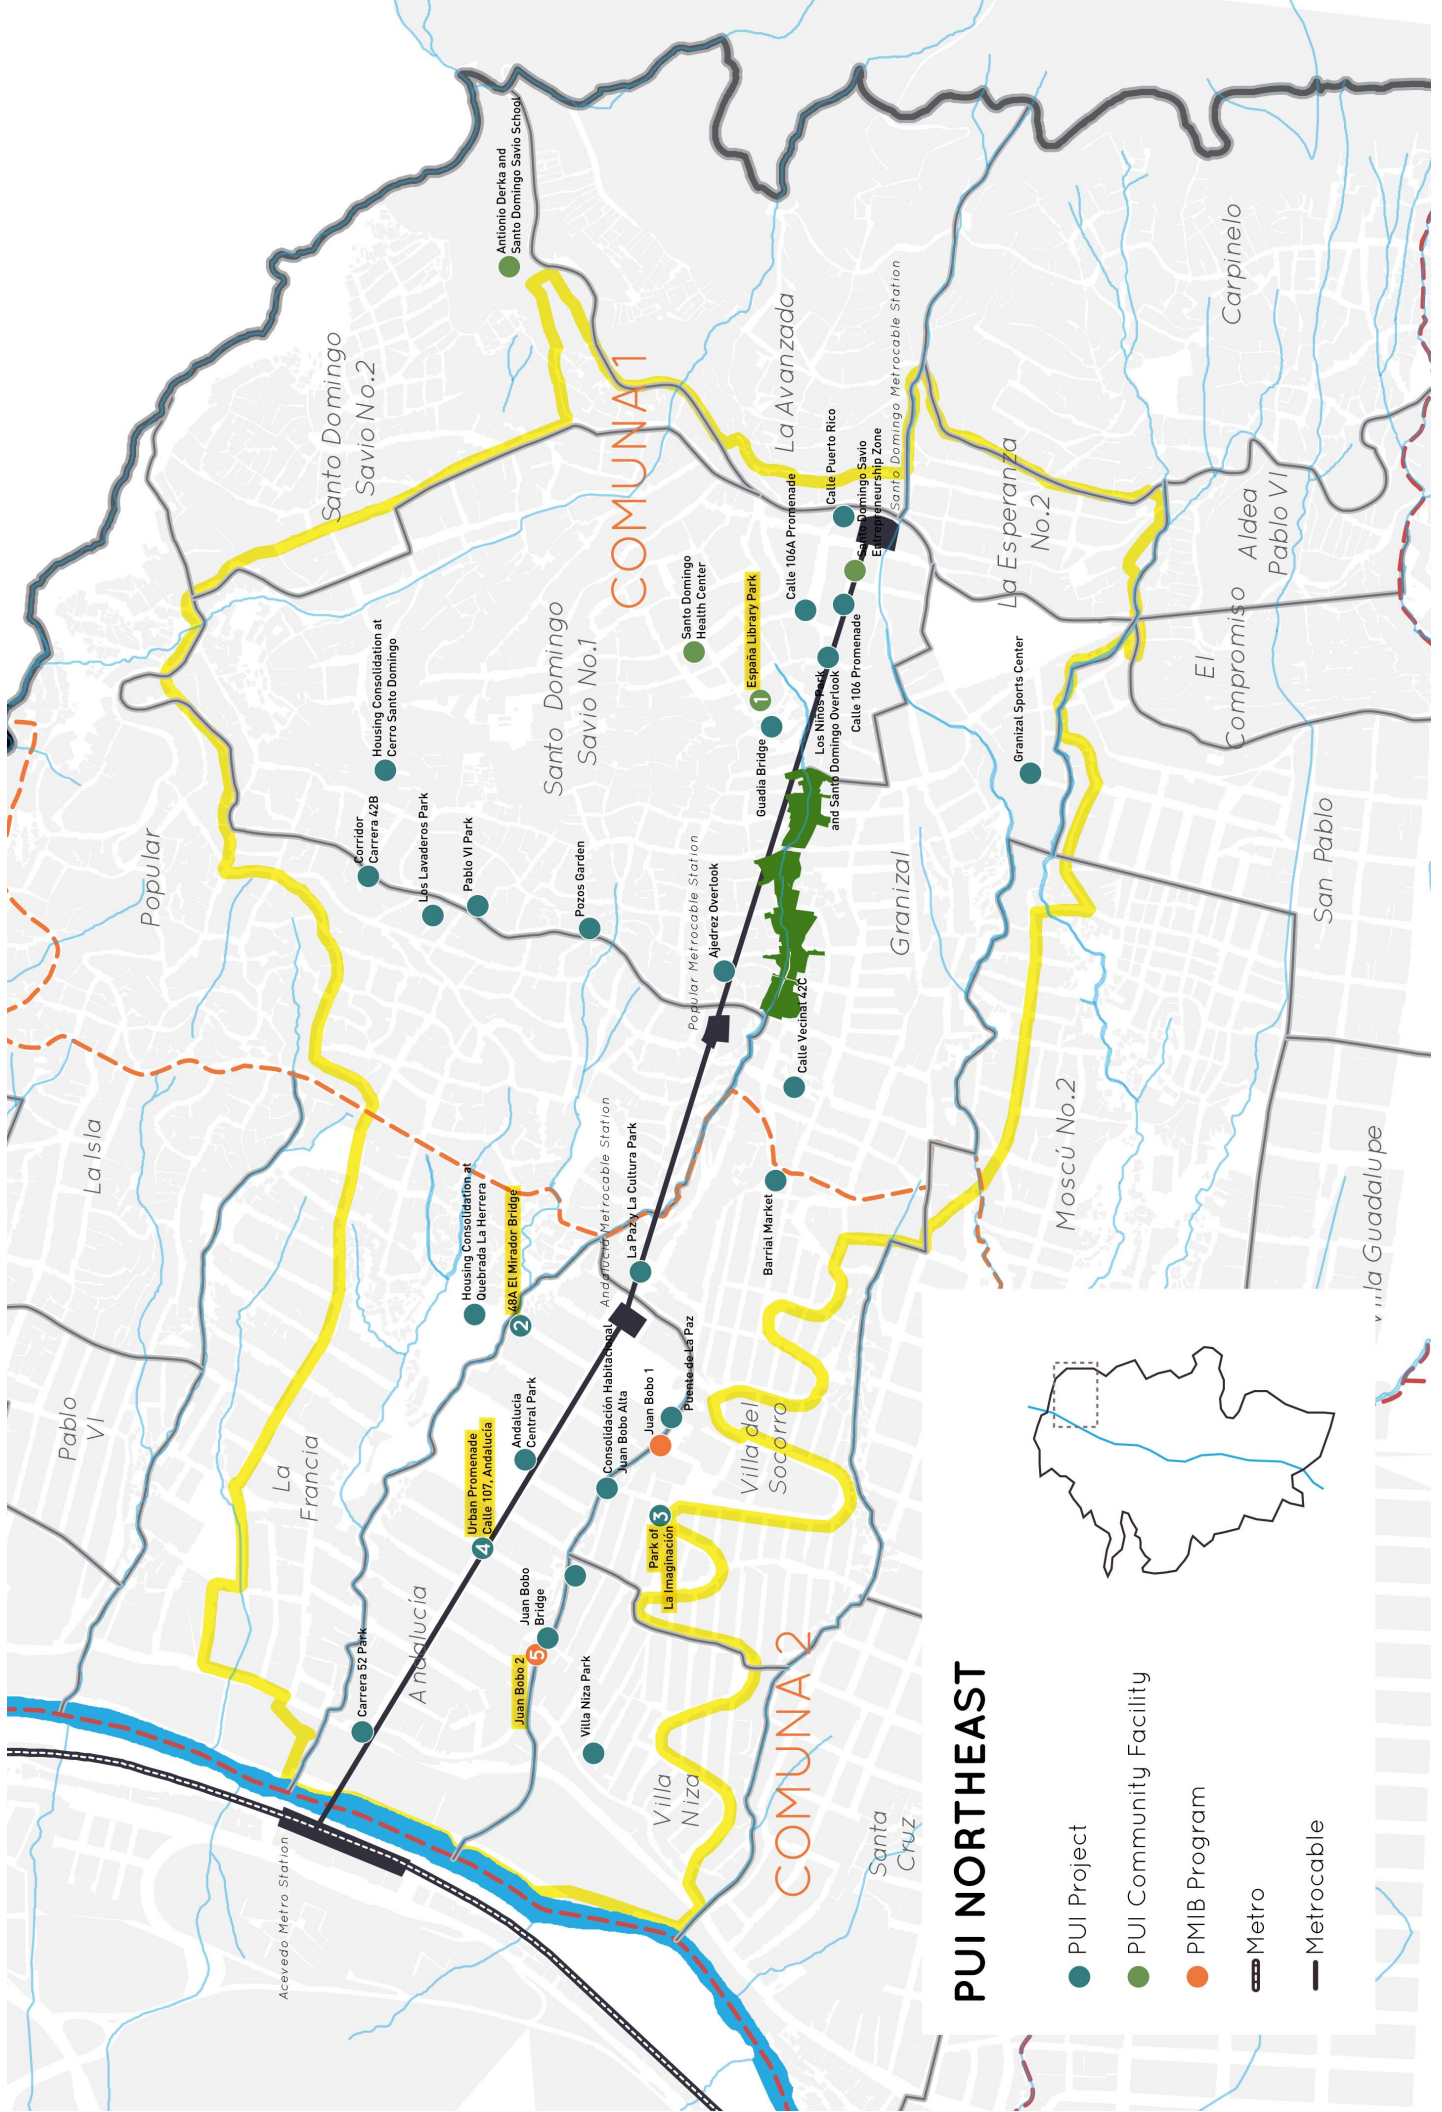 Antionio Derka and
Santo Domingo Savio School
Santo Domingo
Savio No.2
COMUNA 1
La Avanzada
Carpinelo
Santo Domingo Metrocable Station
Calle Puerto Rico
Santo Domingo Savio
Entrepreneurship Zone
Calle 106A Promenade
La Esperanza
No.2
Aldea
Pablo VI
El
Compromiso
Santo Domingo
Health Center
España Library Park
1
Guadia Bridge
Los Niños Park
and Santo Domingo Overlook
Calle 106 Promenade
Granizal Sports Center
Housing Consolidation at
Cerro Santo Domingo
Santo Domingo
Savio No.1
Corridor
Carrera 42B
Los Lavaderos Park
Pablo VI Park
Pozos Garden
Popular
Popular Metrocable Station
Ajedrez Overlook
Granizal
San Pablo
Calle Vecinal 42C
La Isla
Moscú No.2
Villa Guadalupe
Housing Consolidation at
Quebrada La Herrera
48A El Mirador Bridge
2
Andalucía Metrocable Station
La Paz y La Cultura Park
Barrial Market
Pablo
VI
La
Francia
Andalucia
Central Park
Urban Promenade
Calle 107, Andalucía
4
Consolidación Habitacional
Juan Bobo Alta
Juan Bobo 1
Puente de La Paz
Villa del
Socorro
Park of
La Imaginación
3
Juan Bobo
Bridge
Juan Bobo 2
5
Villa Niza Park
Carrera 52 Park
Andalucía
Villa
Niza
COMUNA 2
Santa
Cruz
Acevedo Metro Station
PUI NORTHEAST
PUI Project
PUI Community Facility
PMIB Program
Metro
Metrocable